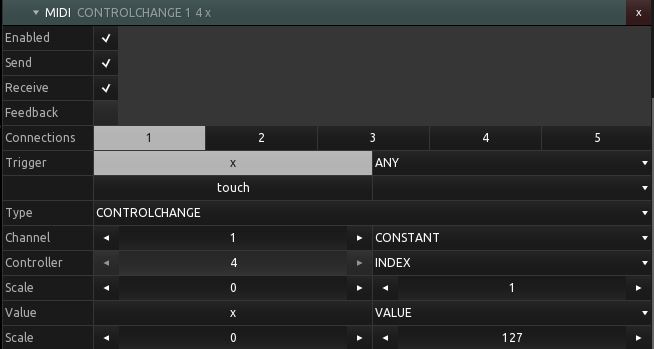 MIDI CONTROLCHANGE 1 4 x x
Enabled
Send
Receive
Feedback
Connections 1 2 3 4 5
Trigger x ANY
touch
Type CONTROLCHANGE
Channel 1 CONSTANT
Controller 4 INDEX
Scale 0 1
Value x VALUE
Scale 0 127